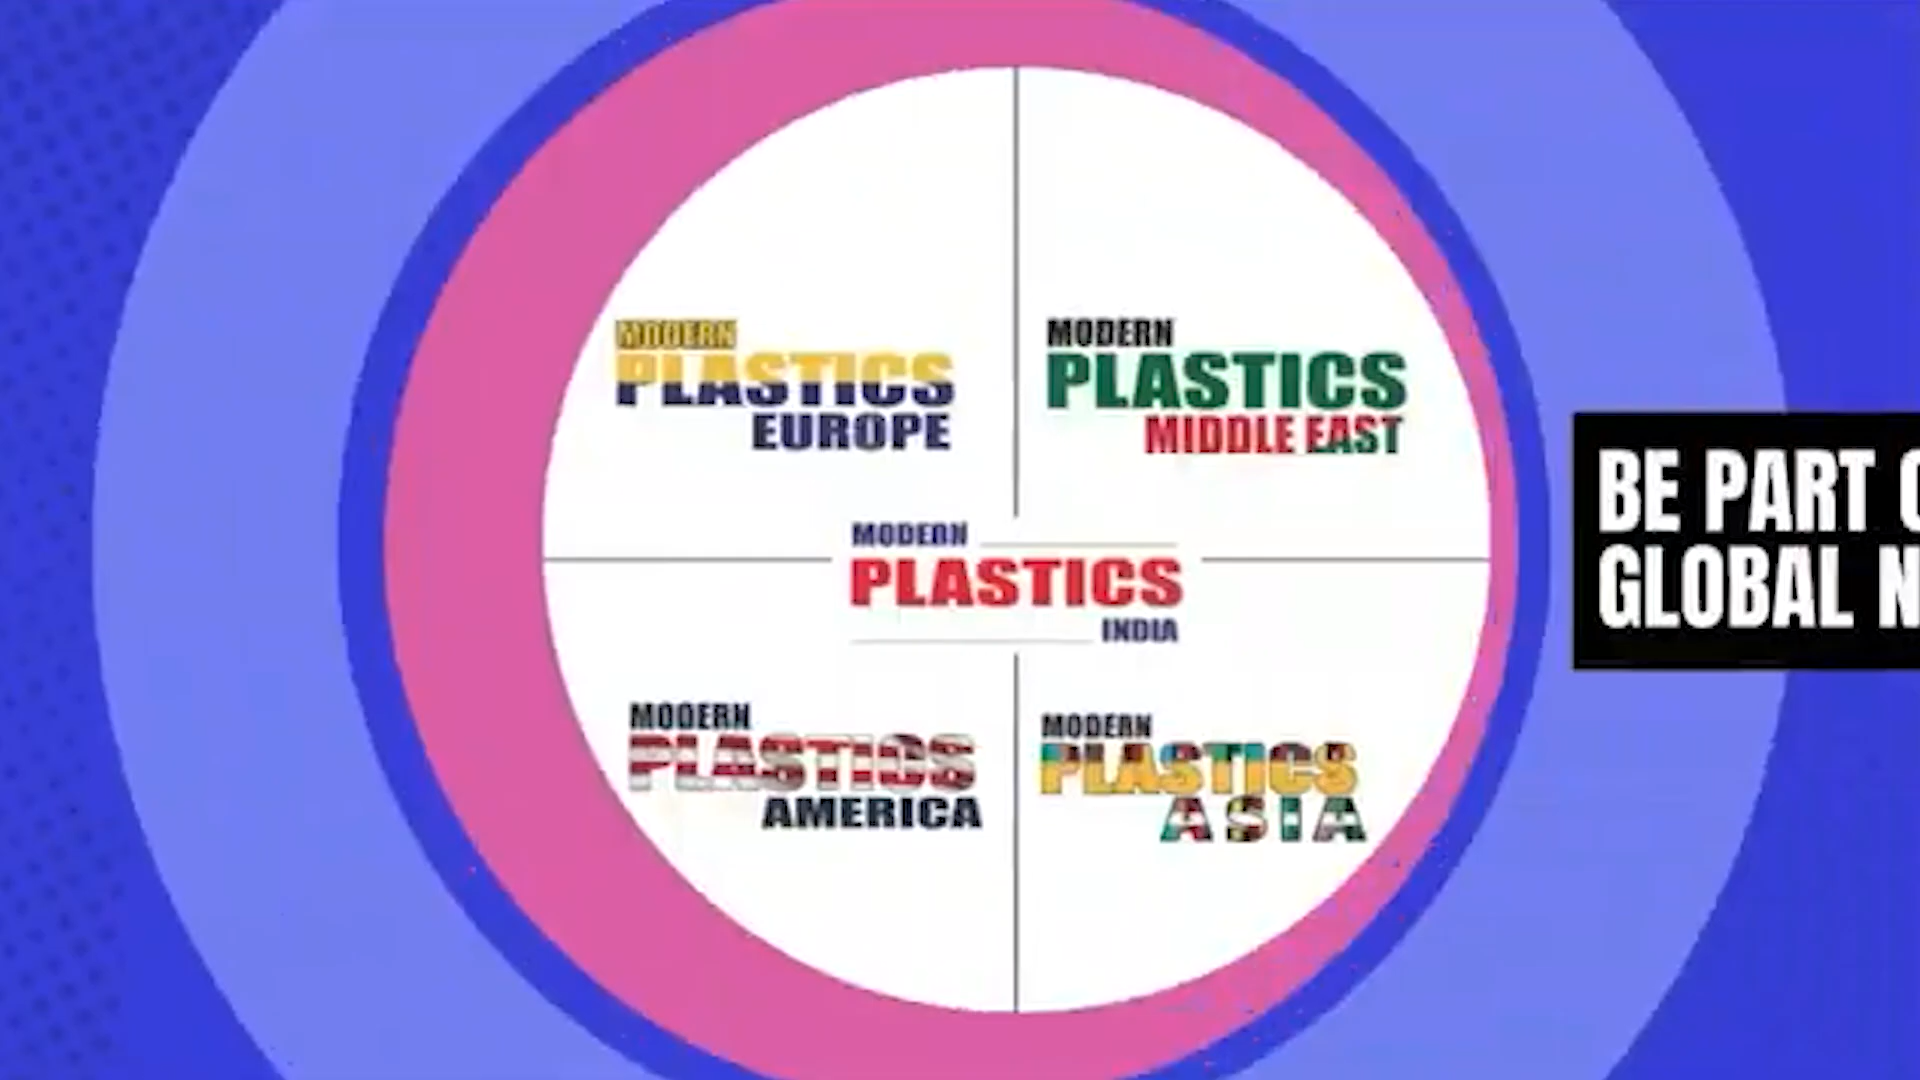 MODERN
PLASTICS
EUROPE
MODERN
PLASTICS
MIDDLE EAST
MODERN
PLASTICS
INDIA
MODERN
PLASTICS
AMERICA
MODERN
PLASTICS
ASIA
BE PART
GLOBAL